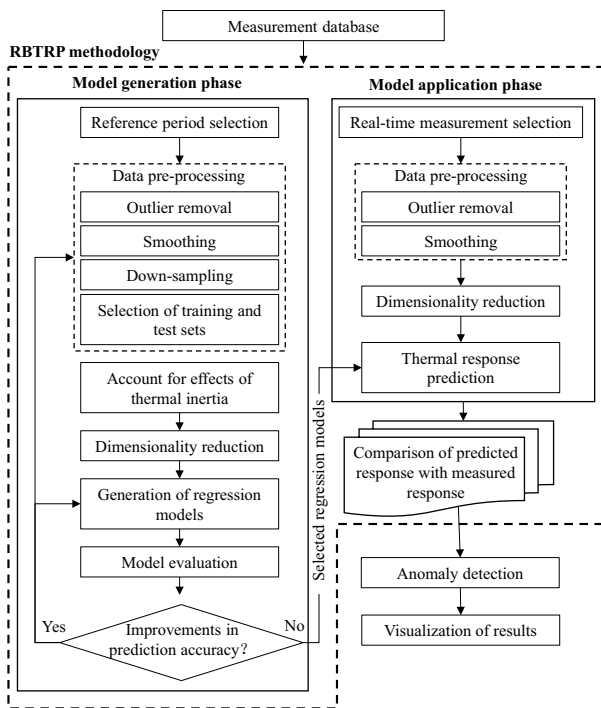 Measurement database
RBTRP methodology
Model generation phase
Reference period selection
Data pre-processing
Outlier removal
Smoothing
Down-sampling
Selection of training and
test sets
Account for effects of
thermal inertia
Dimensionality reduction
Generation of regression
models
Model evaluation
Yes
Improvements in
prediction accuracy?
No
Selected regression models
Model application phase
Real-time measurement selection
Data pre-processing
Outlier removal
Smoothing
Dimensionality reduction
Thermal response
prediction
Comparison of predicted
response with measured
response
Anomaly detection
Visualization of results